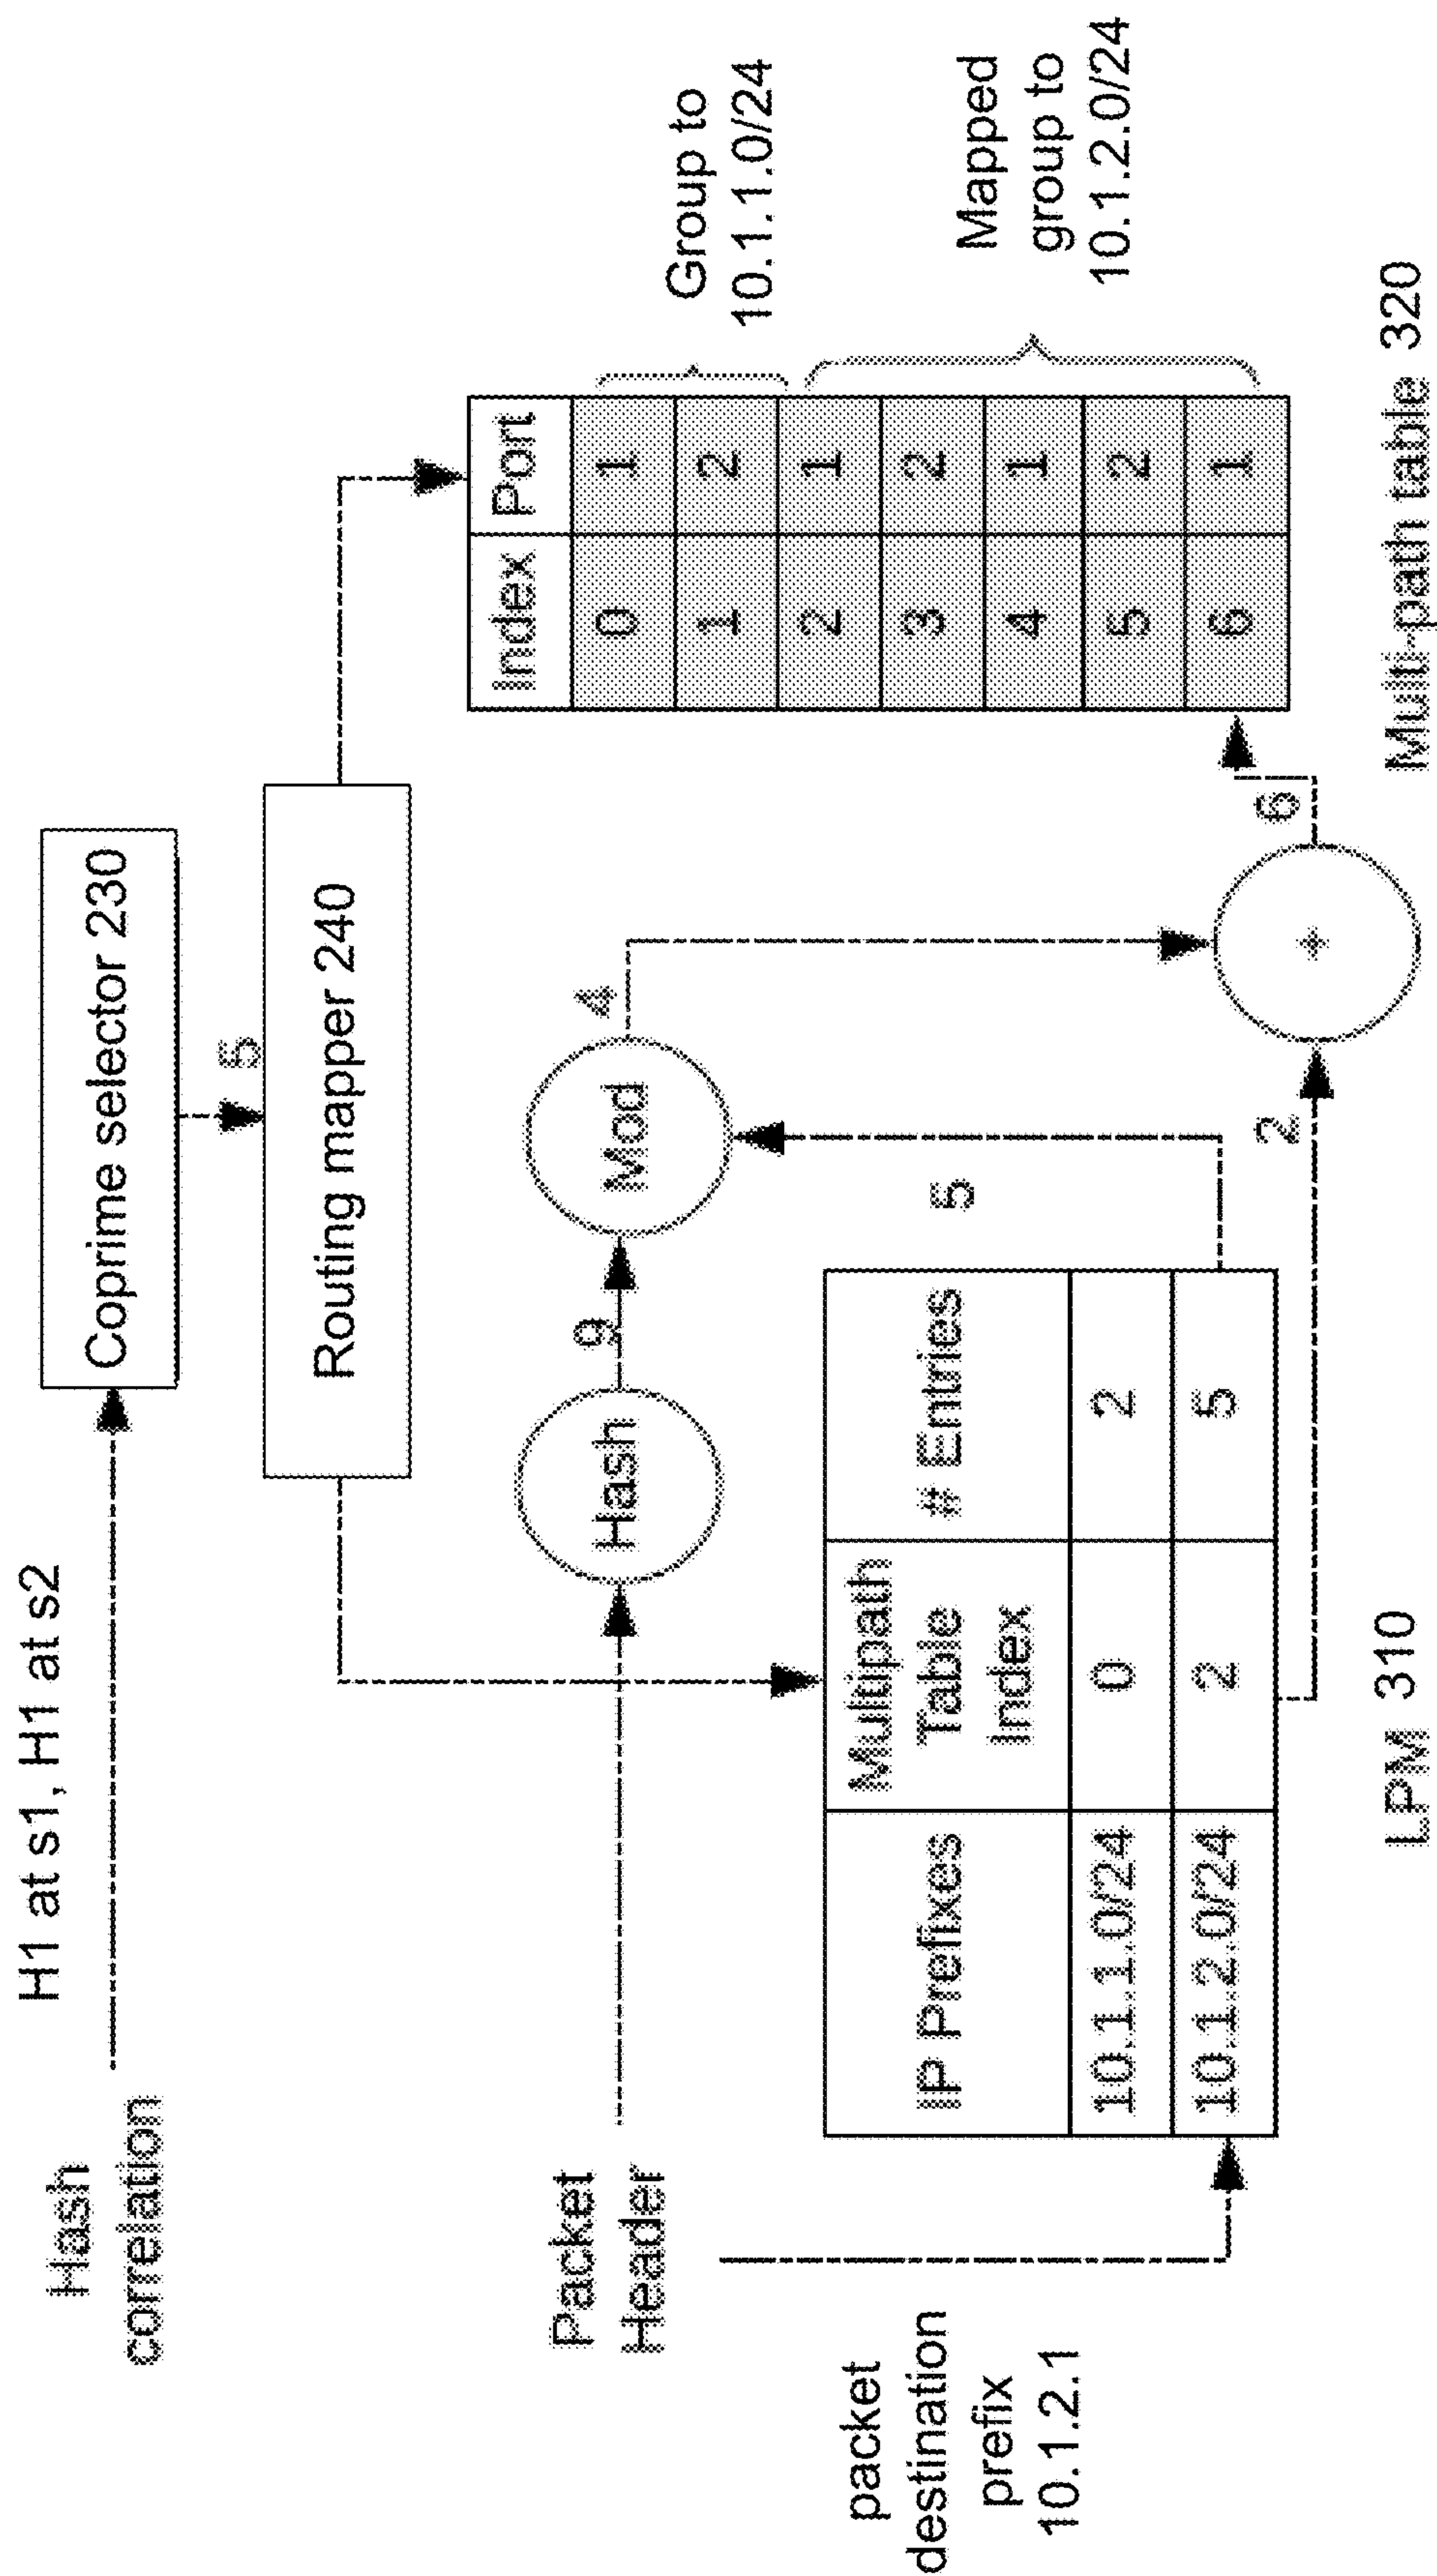 Hash
correlation
H1 at s1, H1 at s2
Coprime selector 230
5
Routing mapper 240
Packet
Header
Hash
9
Mod
4
packet
destination
prefix
10.1.2.1
IP Prefixes
Multipath
Table
Index
# Entries
10.1.1.0/24 0 2
10.1.2.0/24 2 5
5
2
+
6
LPM 310
Index Port
0 1
1 2
2 1
3 2
4 1
5 2
6 1
Group to
10.1.1.0/24
Mapped
group to
10.1.2.0/24
Multi-path table 320